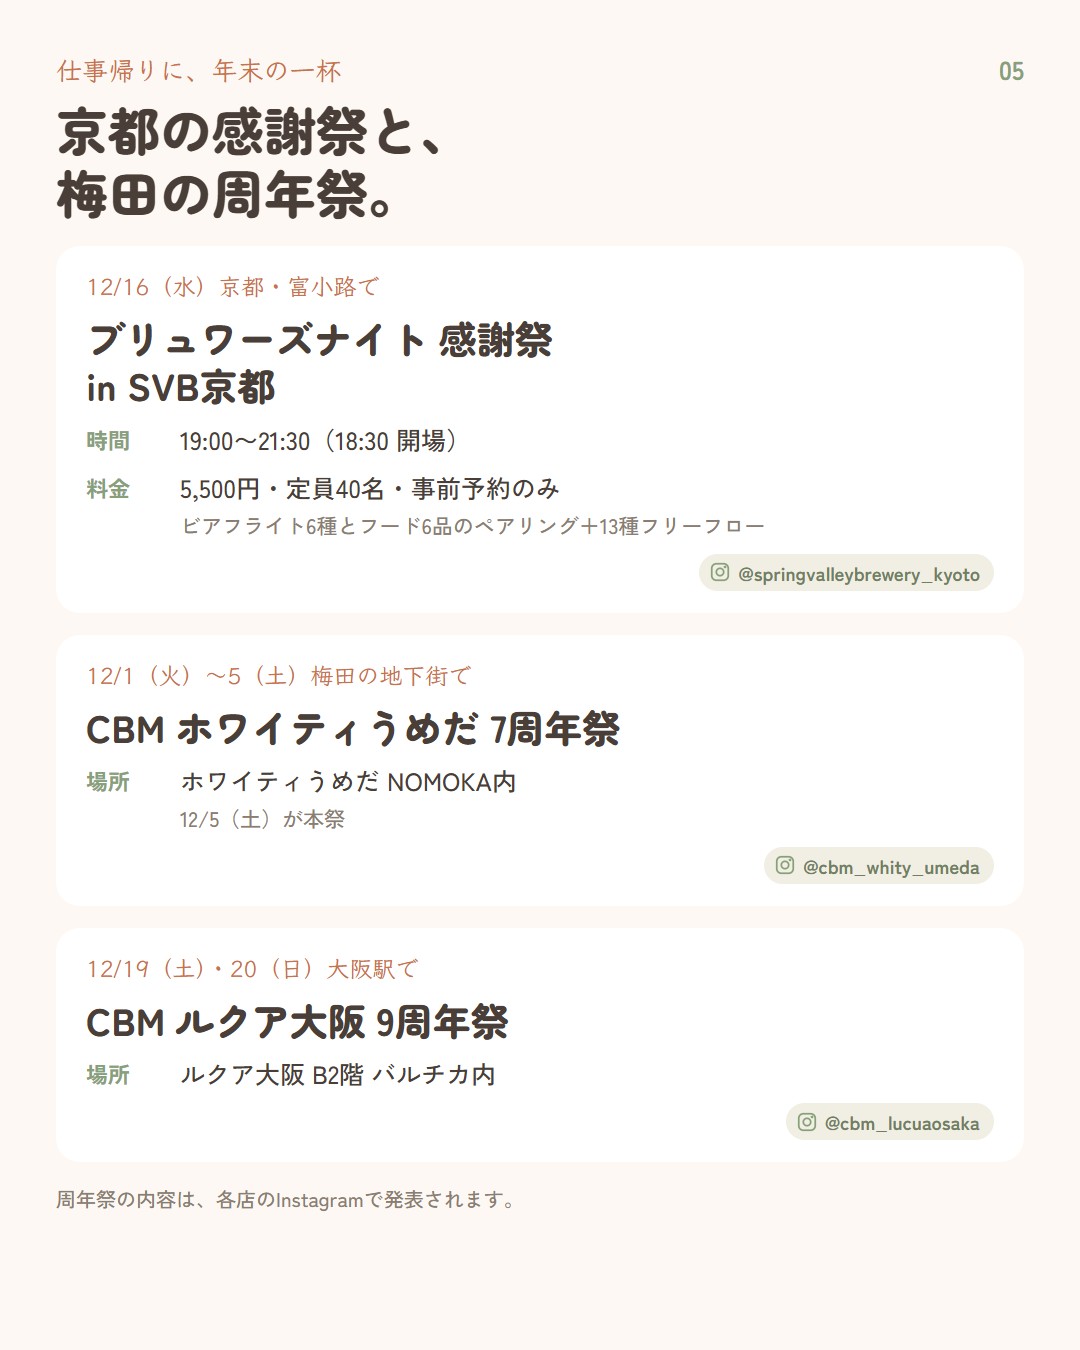 仕事帰りに、年末の一杯
05
京都の感謝祭と、
梅田の周年祭。
12/16（水）京都・富小路で
ブリュワーズナイト 感謝祭
in SVB京都
時間 19:00〜21:30（18:30 開場）
料金 5,500円・定員40名・事前予約のみ
ビアフライト6種とフード6品のペアリング＋13種フリーフロー
@springvalleybrewery_kyoto
12/1（火）〜5（土）梅田の地下街で
CBM ホワイティうめだ 7周年祭
場所 ホワイティうめだ NOMOKA内
12/5（土）が本祭
@cbm_whity_umeda
12/19（土）・20（日）大阪駅で
CBM ルクア大阪 9周年祭
場所 ルクア大阪 B2階 バルチカ内
@cbm_lucuaosaka
周年祭の内容は、各店のInstagramで発表されます。